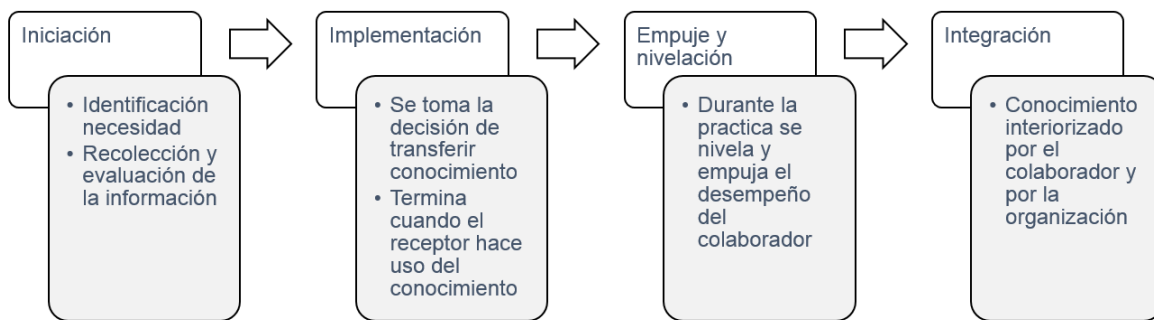 Iniciación
• Identificación
necesidad
• Recolección y
evaluación de
la información
Implementación
• Se toma la
decisión de
transferir
conocimiento
• Termina
cuando el
receptor hace
uso del
conocimiento
Empuje y
nivelación
• Durante la
practica se
nivela y
empuja el
desempeño
del
colaborador
Integración
• Conocimiento
interiorizado
por el
colaborador y
por la
organización